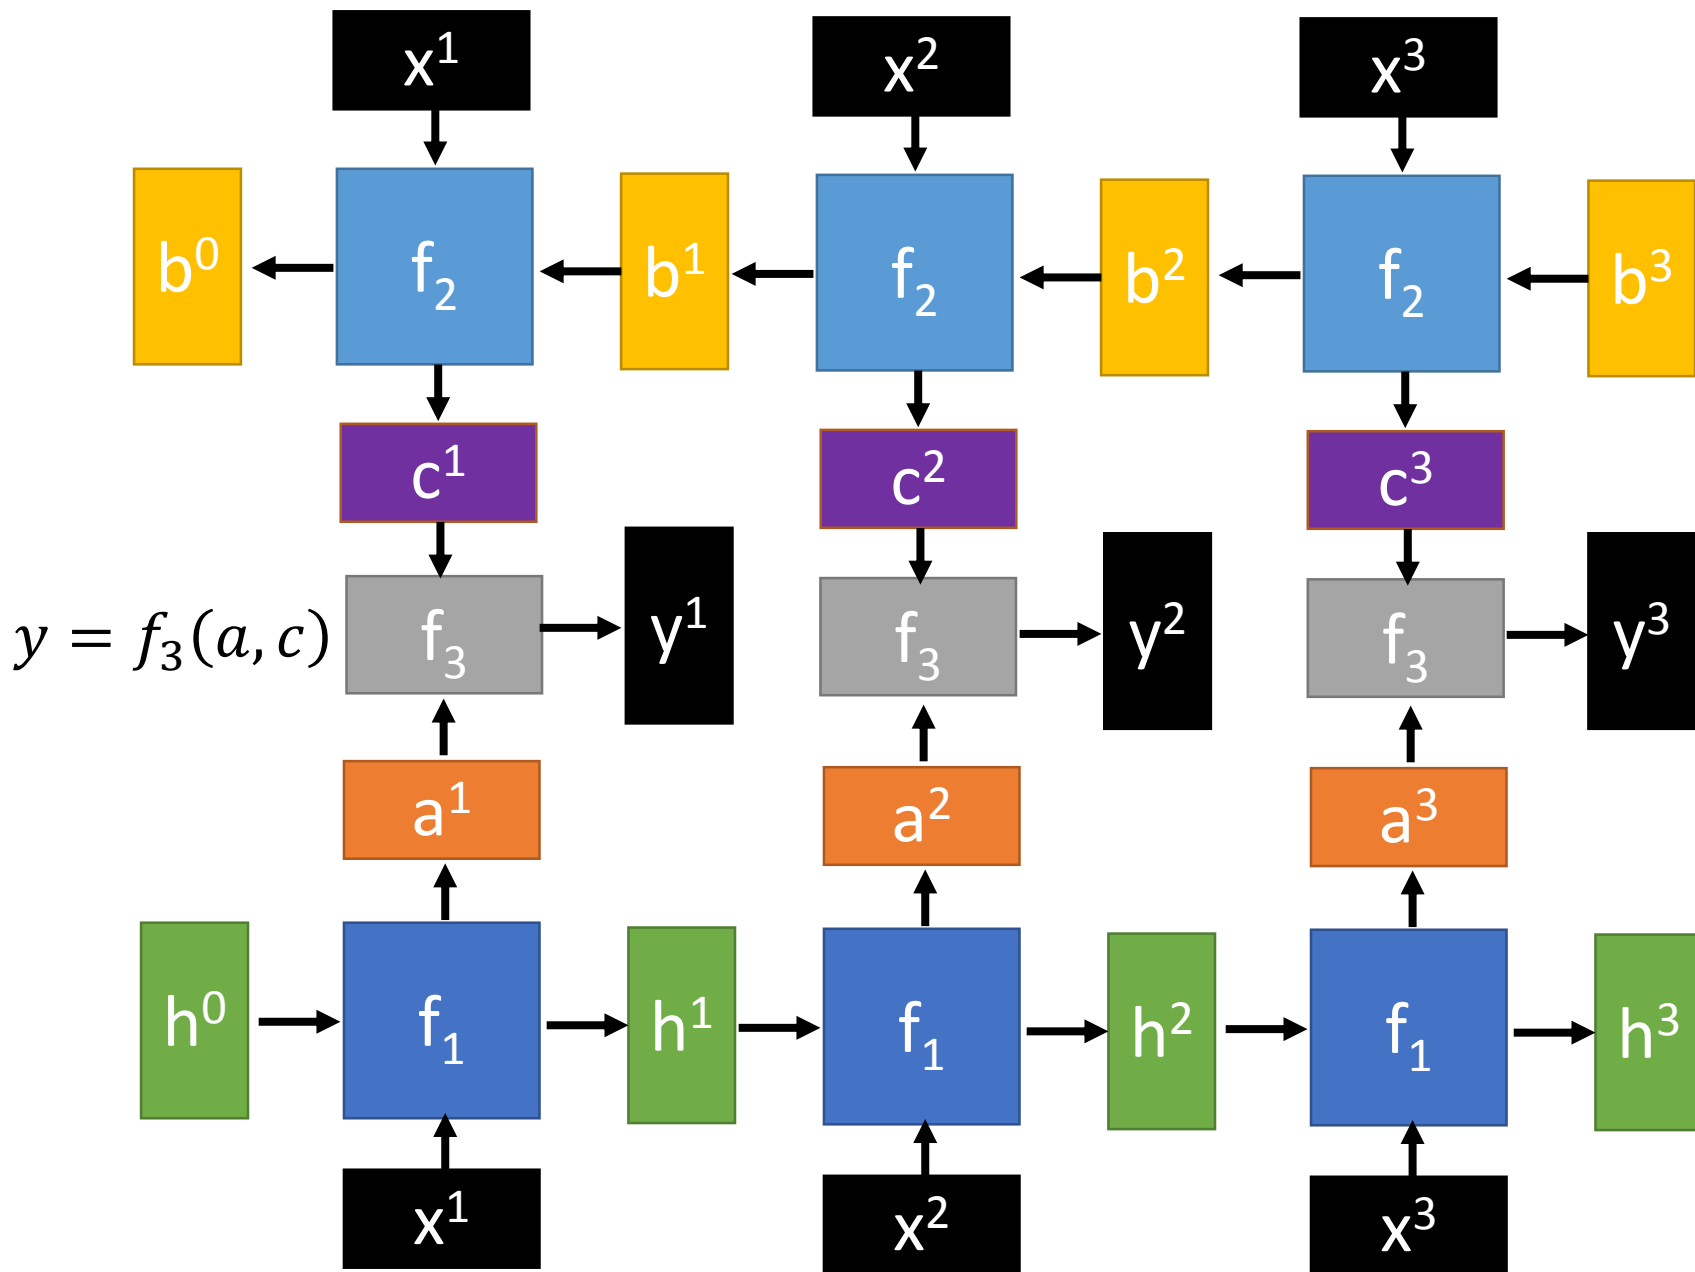 x¹ x² x³
b⁰ f₂ b¹ f₂ b² f₂ b³
c¹ c² c³
y = f₃(a, c) f₃ y¹ f₃ y² f₃ y³
a¹ a² a³
h⁰ f₁ h¹ f₁ h² f₁ h³
x¹ x² x³